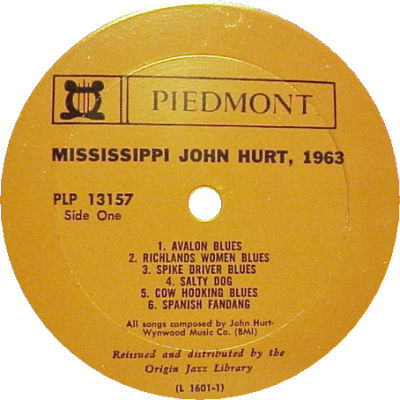 PIEDMONT
MISSISSIPPI JOHN HURT, 1963
PLP 13157
Side One
1. AVALON BLUES
2. RICHLANDS WOMEN BLUES
3. SPIKE DRIVER BLUES
4. SALTY DOG
5. COW HOOKING BLUES
6. SPANISH FANDANG
All songs composed by John Hurt-
Wynwood Music Co. (BMI)
Reissued and distributed by the
Origin Jazz Library
(L 1601-1)